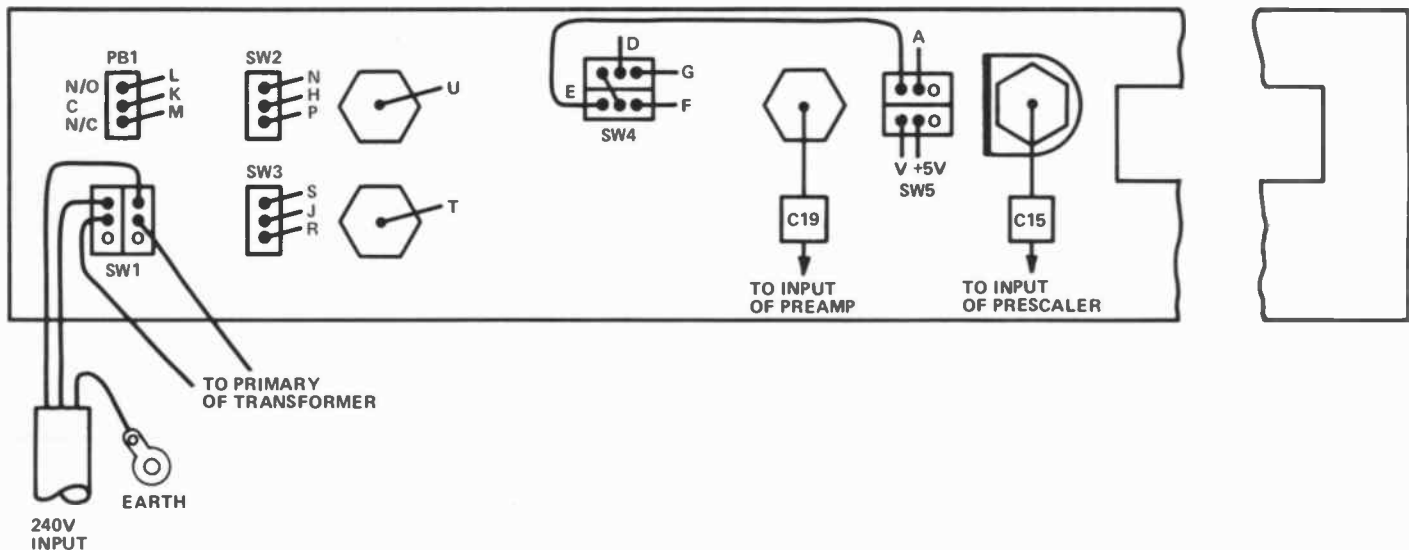 PB1
N/O
C
N/C
L
K
M
SW2
N
H
P
U
D
G
E
F
SW4
A
O
O
V +5V
SW5
SW1
O O
SW3
S
J
R
T
C19
TO INPUT
OF PREAMP
C15
TO INPUT
OF PRESCALER
TO PRIMARY
OF TRANSFORMER
EARTH
240V
INPUT